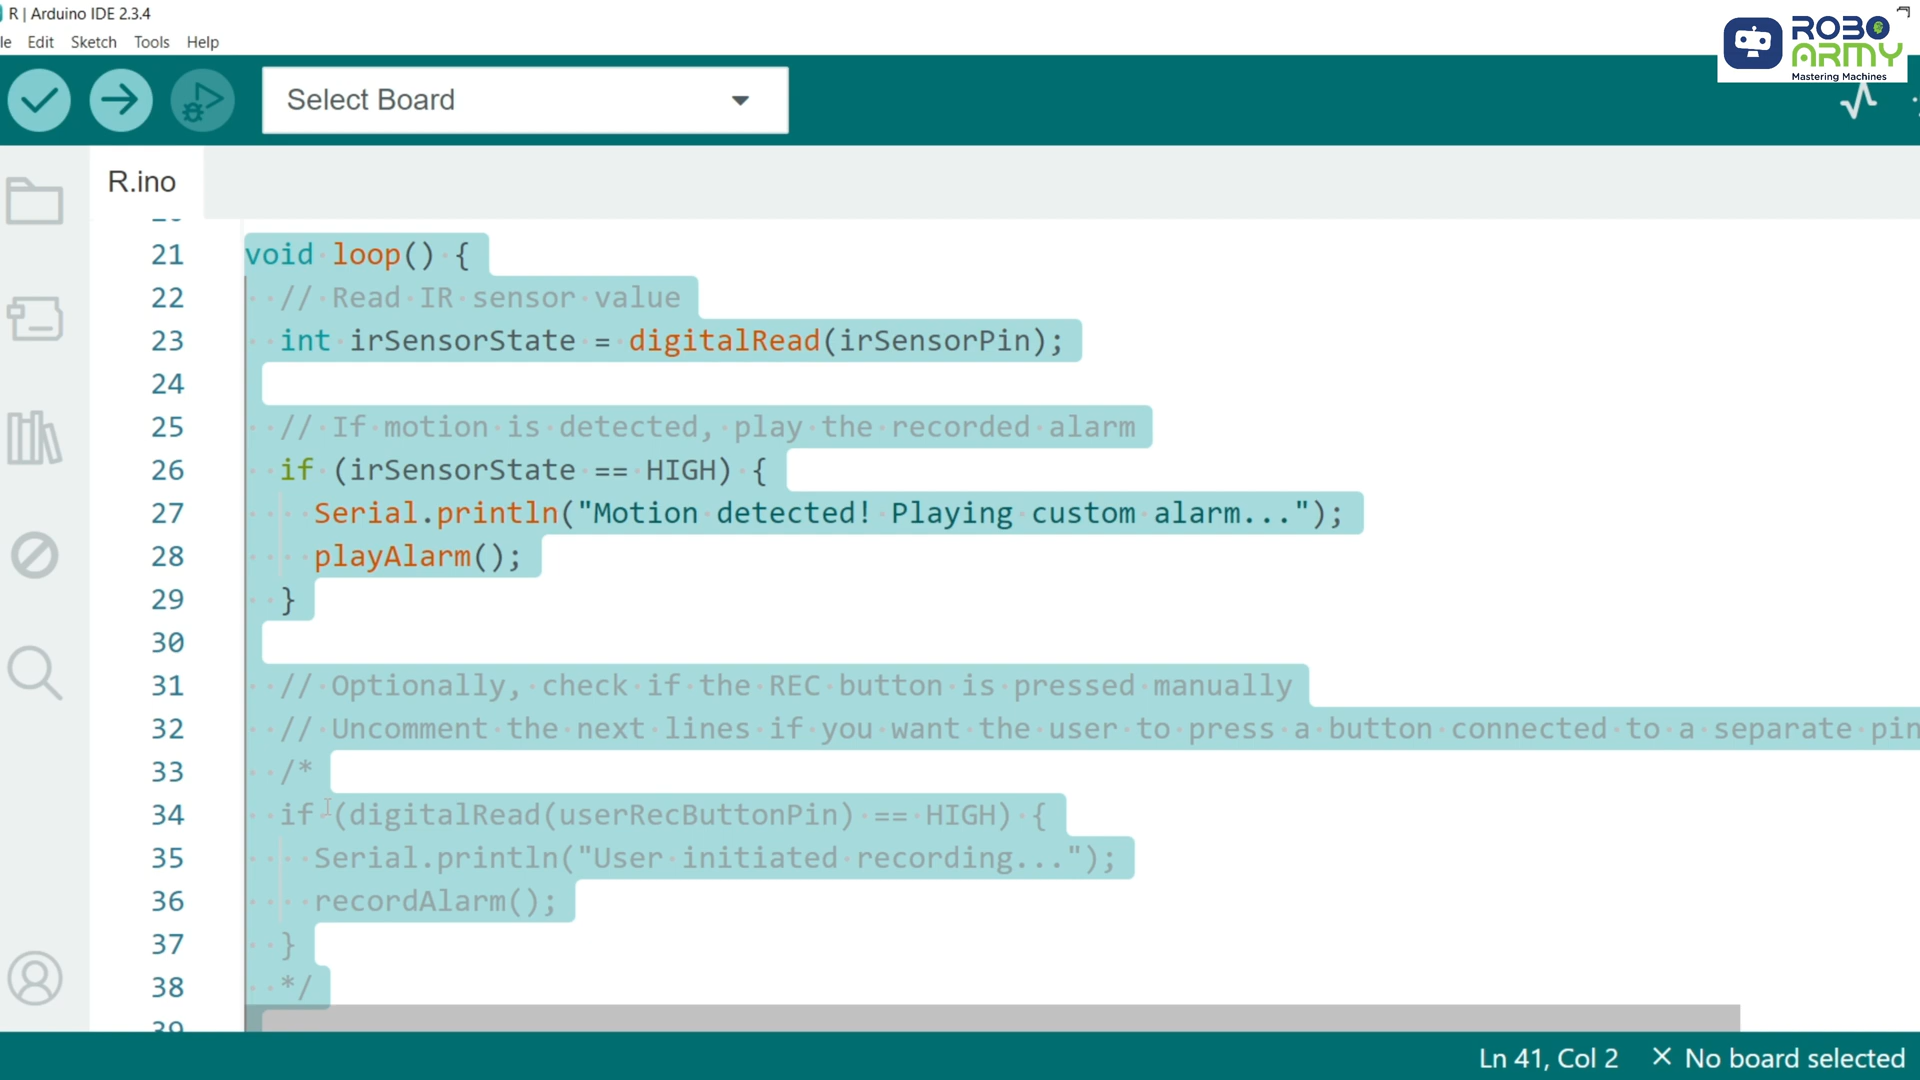 R | Arduino IDE 2.3.4
le Edit Sketch Tools Help
ROBO
ARMY
Mastering Machines
Select Board
R.ino
21 void loop() {
22 // Read IR sensor value
23 int irSensorState = digitalRead(irSensorPin);
24
25 // If motion is detected, play the recorded alarm
26 if (irSensorState == HIGH) {
27 Serial.println("Motion detected! Playing custom alarm...");
28 playAlarm();
29 }
30
31 // Optionally, check if the REC button is pressed manually
32 // Uncomment the next lines if you want the user to press a button connected to a separate pin
33 /*
34 if (digitalRead(userRecButtonPin) == HIGH) {
35 Serial.println("User initiated recording...");
36 recordAlarm();
37 }
38 */
39
Ln 41, Col 2 × No board selected